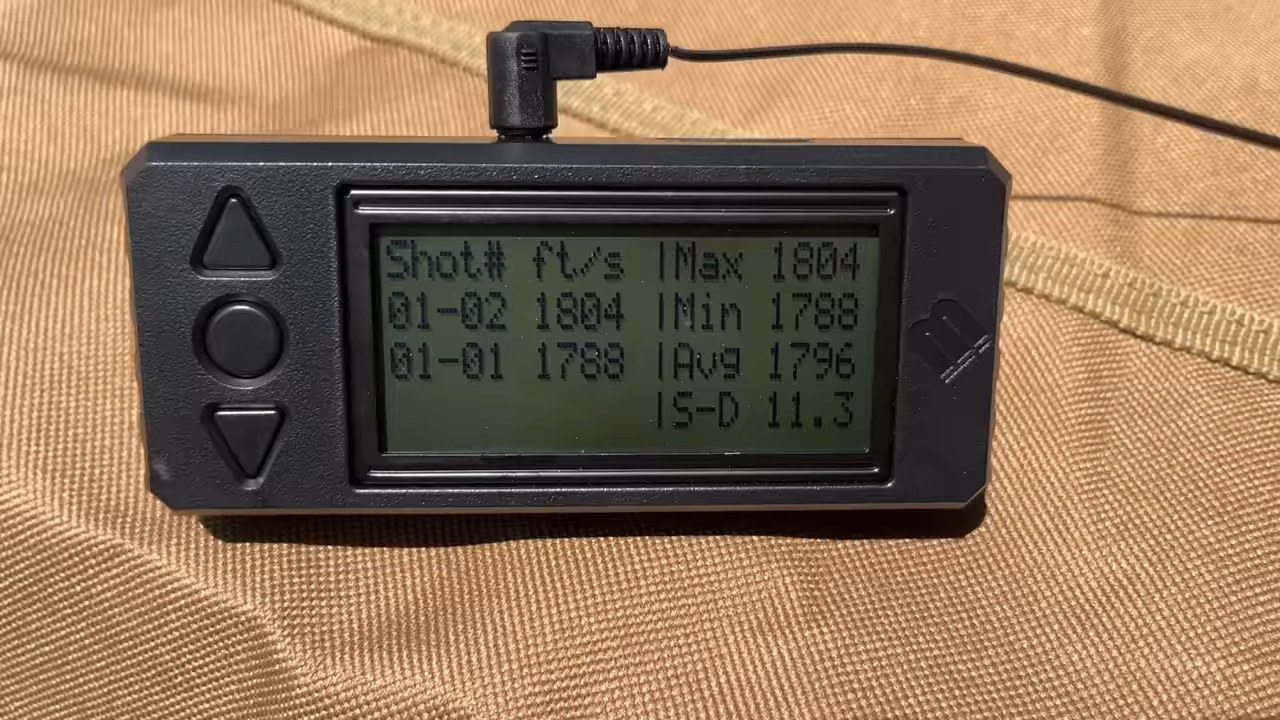 Shot# ft/s |Max 1804
01-02 1804 |Min 1788
01-01 1788 |Avg 1796
|S-D 11.3